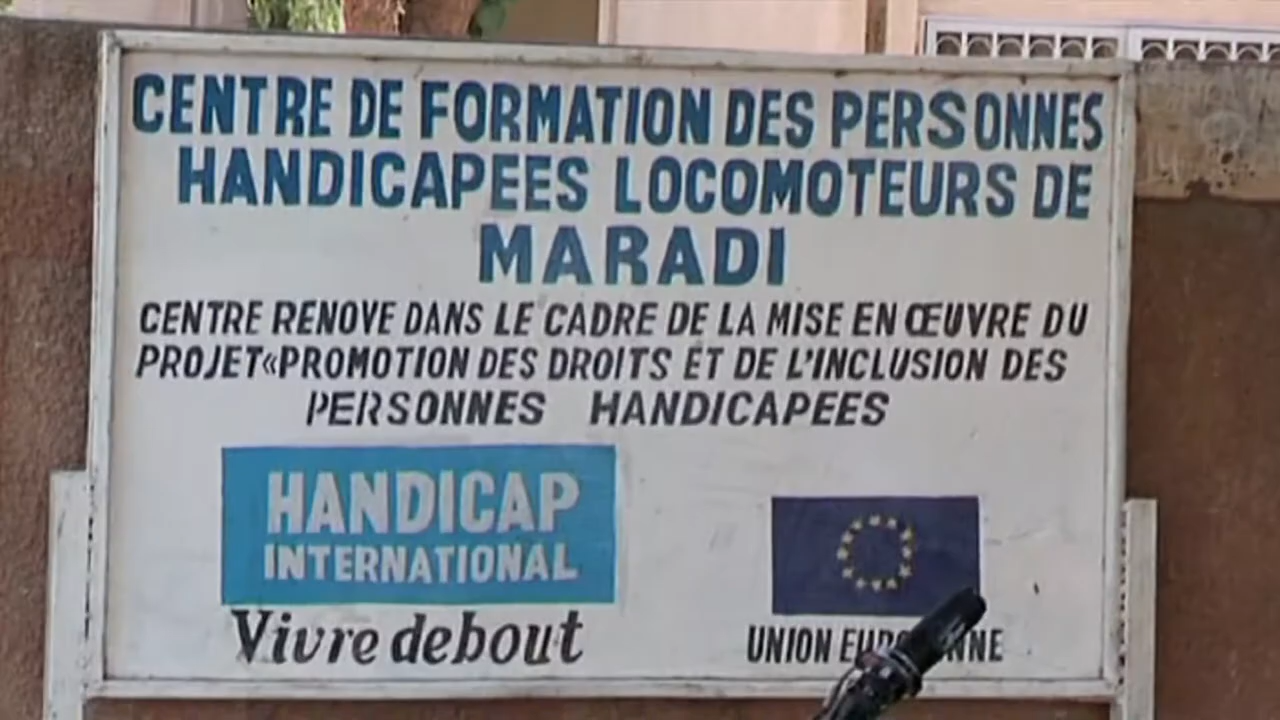 CENTRE DE FORMATION DES PERSONNES
HANDICAPEES LOCOMOTEURS DE
MARADI
CENTRE RENOVE DANS LE CADRE DE LA MISE EN ŒUVRE DU
PROJET «PROMOTION DES DROITS ET DE L'INCLUSION DES
PERSONNES HANDICAPEES
HANDICAP
INTERNATIONAL
Vivre debout
UNION